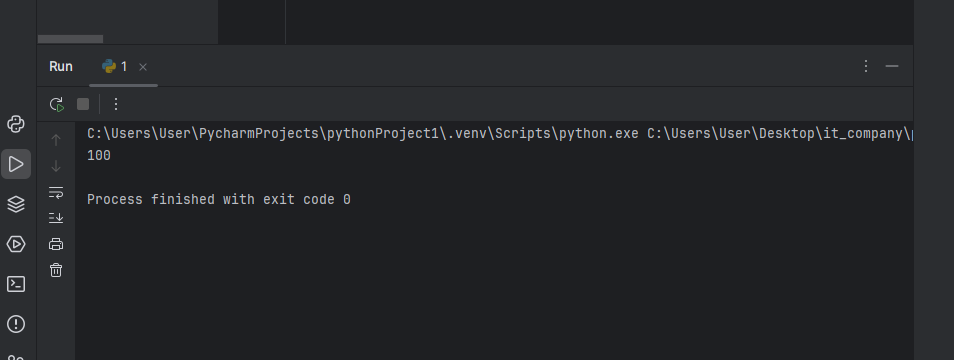 Run 1
C:\Users\User\PycharmProjects\pythonProject1\.venv\Scripts\python.exe C:\Users\User\Desktop\it_company\
100
Process finished with exit code 0